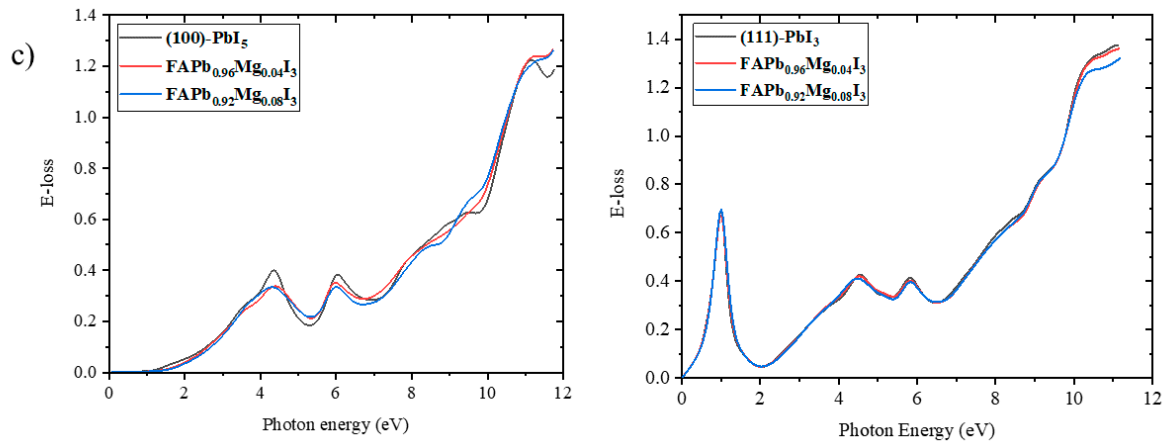 c)
(100)-PbI₅
FAPb₀.₉₆Mg₀.₀₄I₃
FAPb₀.₉₂Mg₀.₀₈I₃
E-loss
1.2
1.0
0.8
0.6
0.4
0.2
0.0
0 2 4 6 8 10 12
Photon energy (eV)
(111)-PbI₃
FAPb₀.₉₆Mg₀.₀₄I₃
FAPb₀.₉₂Mg₀.₀₈I₃
E-loss
1.4
1.2
1.0
0.8
0.6
0.4
0.2
0.0
0 2 4 6 8 10 12
Photon Energy (eV)